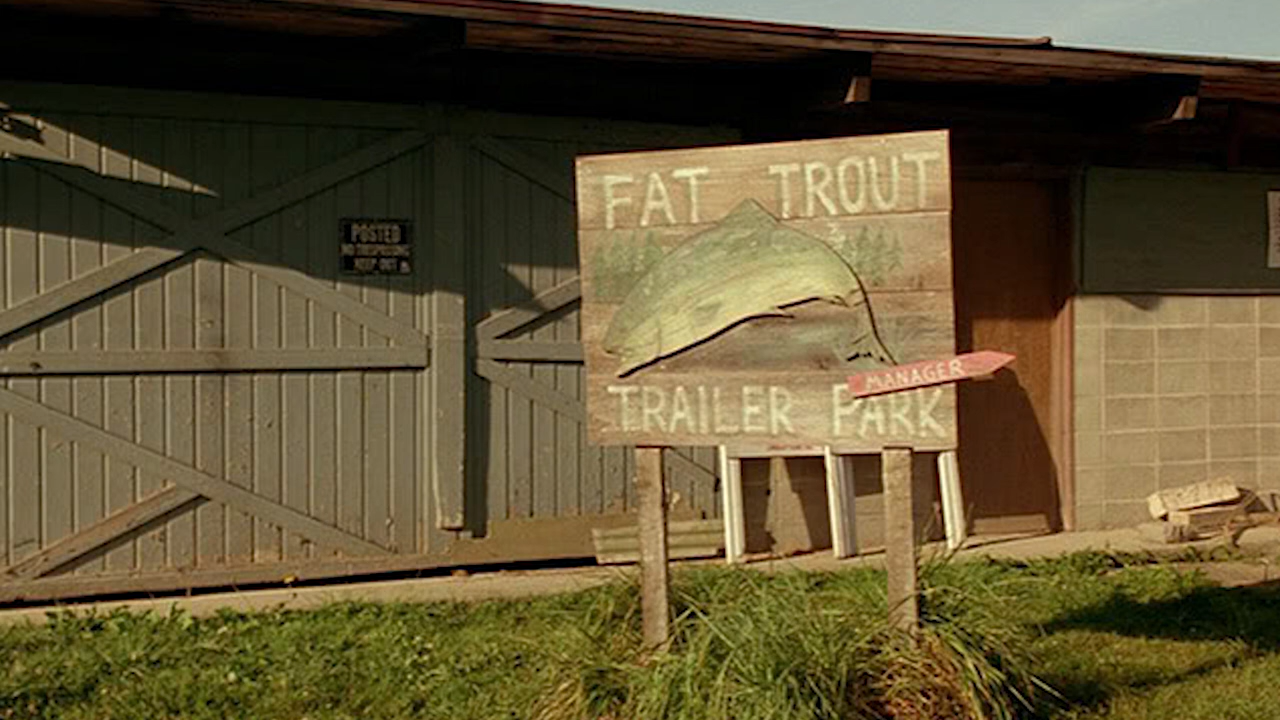 POSTED
NO TRESPASSING
KEEP OUT
FAT TROUT
MANAGER
TRAILER PARK